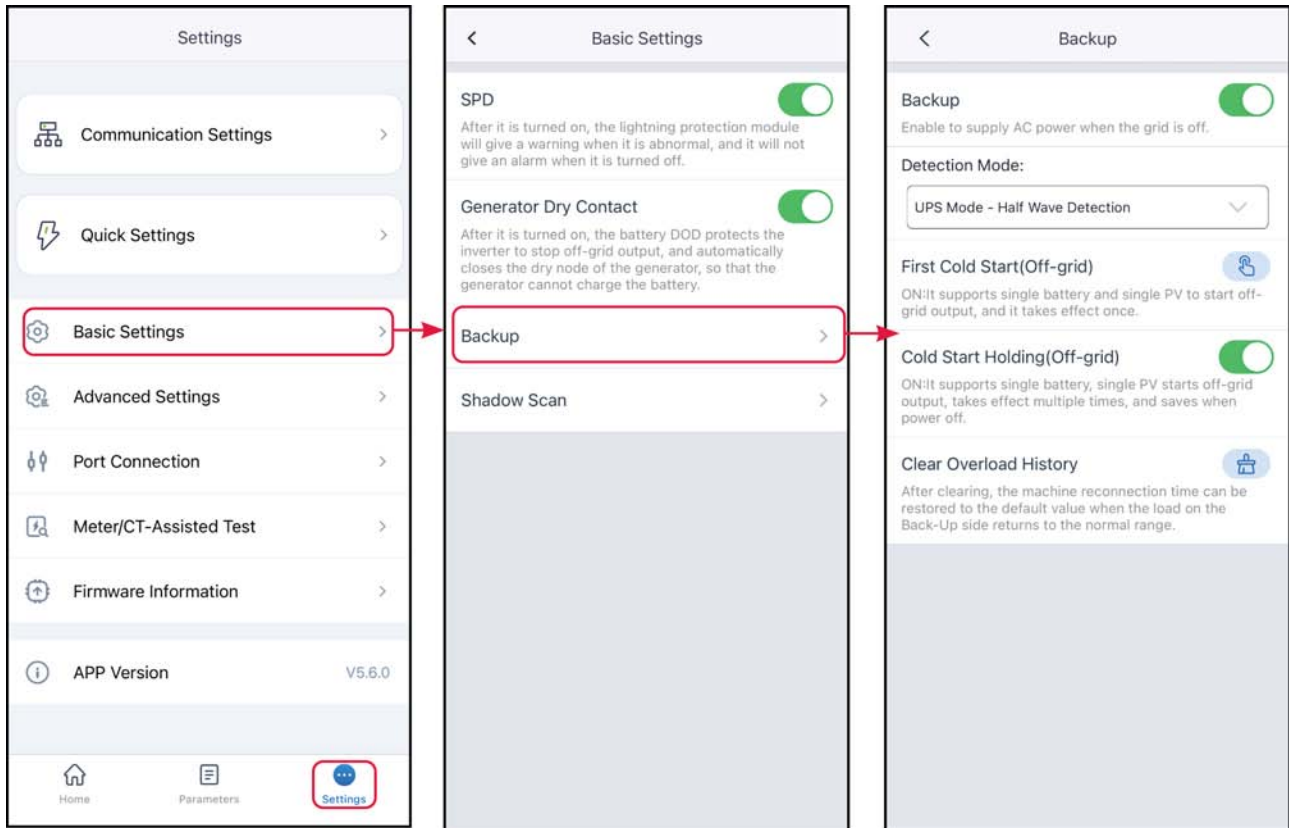 Settings
Communication Settings
Quick Settings
Basic Settings
Advanced Settings
Port Connection
Meter/CT-Assisted Test
Firmware Information
APP Version V5.6.0
Home Parameters Settings
Basic Settings
SPD
After it is turned on, the lightning protection module
will give a warning when it is abnormal, and it will not
give an alarm when it is turned off.
Generator Dry Contact
After it is turned on, the battery DOD protects the
inverter to stop off-grid output, and automatically
closes the dry node of the generator, so that the
generator cannot charge the battery.
Backup
Shadow Scan
Backup
Backup
Enable to supply AC power when the grid is off.
Detection Mode:
UPS Mode - Half Wave Detection
First Cold Start(Off-grid)
ON:It supports single battery and single PV to start off-
grid output, and it takes effect once.
Cold Start Holding(Off-grid)
ON:It supports single battery, single PV starts off-grid
output, takes effect multiple times, and saves when
power off.
Clear Overload History
After clearing, the machine reconnection time can be
restored to the default value when the load on the
Back-Up side returns to the normal range.